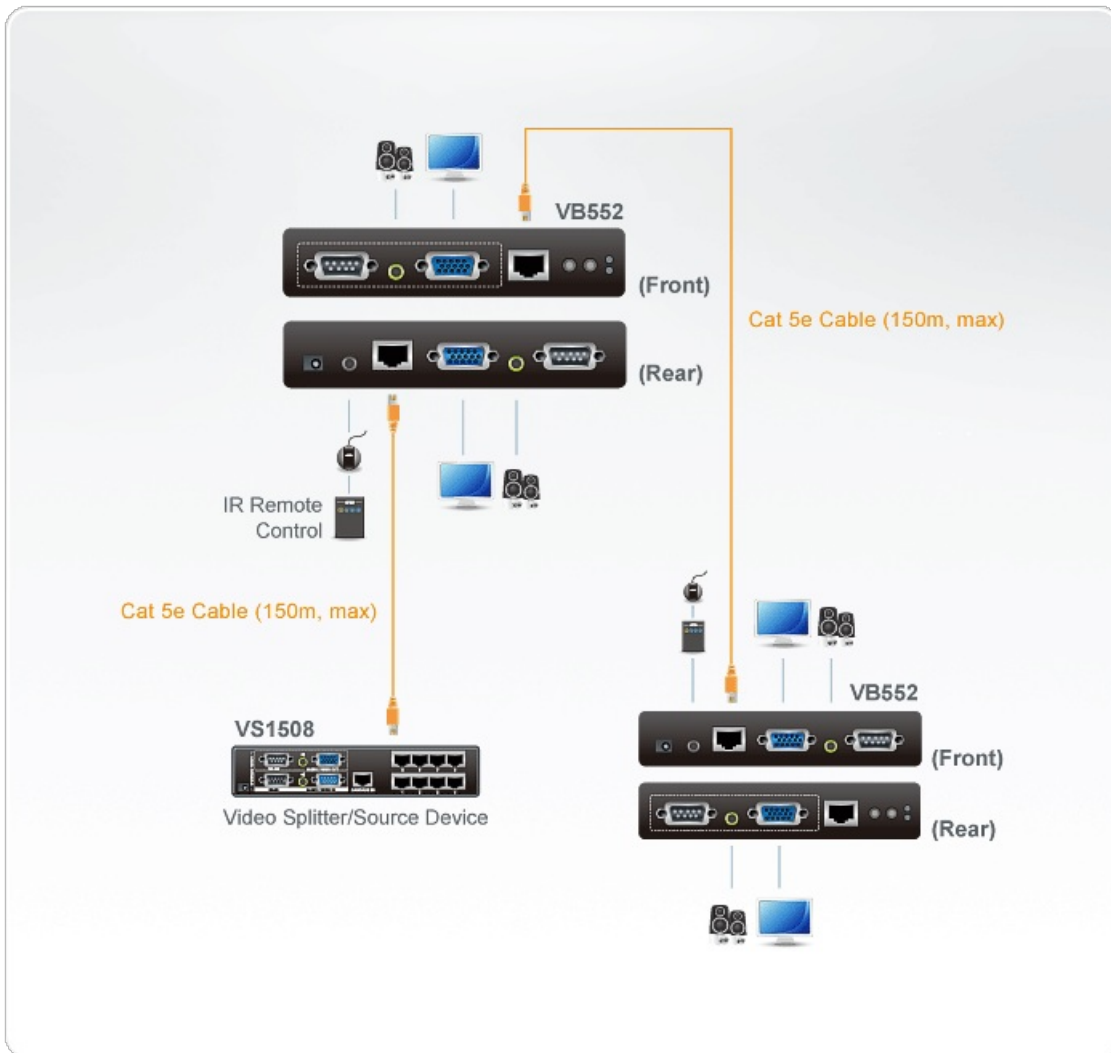 VB552
(Front)
Cat 5e Cable (150m, max)
(Rear)
IR Remote
Control
Cat 5e Cable (150m, max)
VS1508
Video Splitter/Source Device
VB552
(Front)
(Rear)